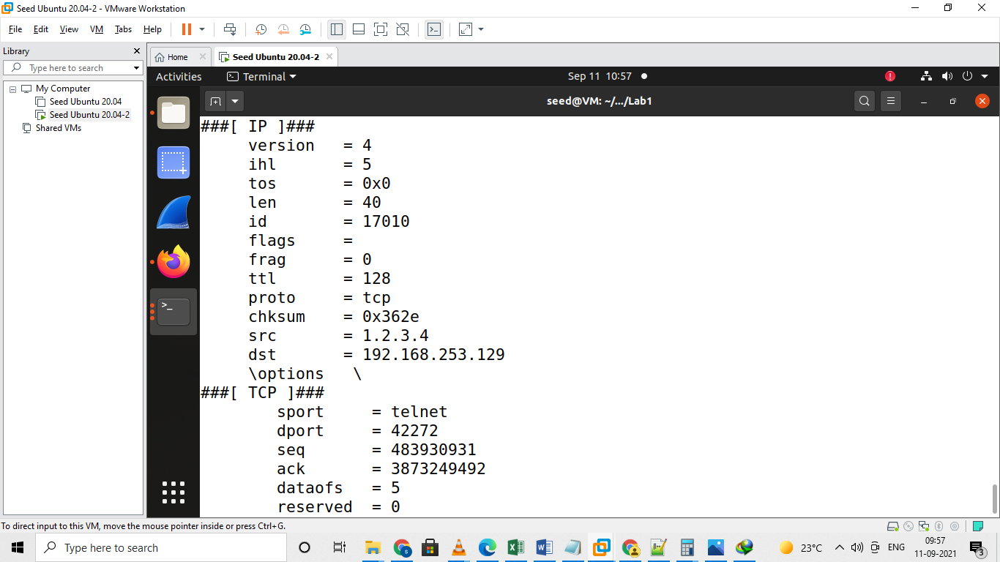 Seed Ubuntu 20.04-2 - VMware Workstation
File Edit View VM Tabs Help
Library
Type here to search
My Computer
Seed Ubuntu 20.04
Seed Ubuntu 20.04-2
Shared VMs
Home
Seed Ubuntu 20.04-2
Activities
Terminal
Sep 11 10:57
seed@VM: ~/.../Lab1
###[ IP ]###
version = 4
ihl = 5
tos = 0x0
len = 40
id = 17010
flags =
frag = 0
ttl = 128
proto = tcp
chksum = 0x362e
src = 1.2.3.4
dst = 192.168.253.129
\options \
###[ TCP ]###
sport = telnet
dport = 42272
seq = 483930931
ack = 3873249492
dataofs = 5
reserved = 0
To direct input to this VM, move the mouse pointer inside or press Ctrl+G.
Type here to search
23°C
ENG
09:57
11-09-2021
3